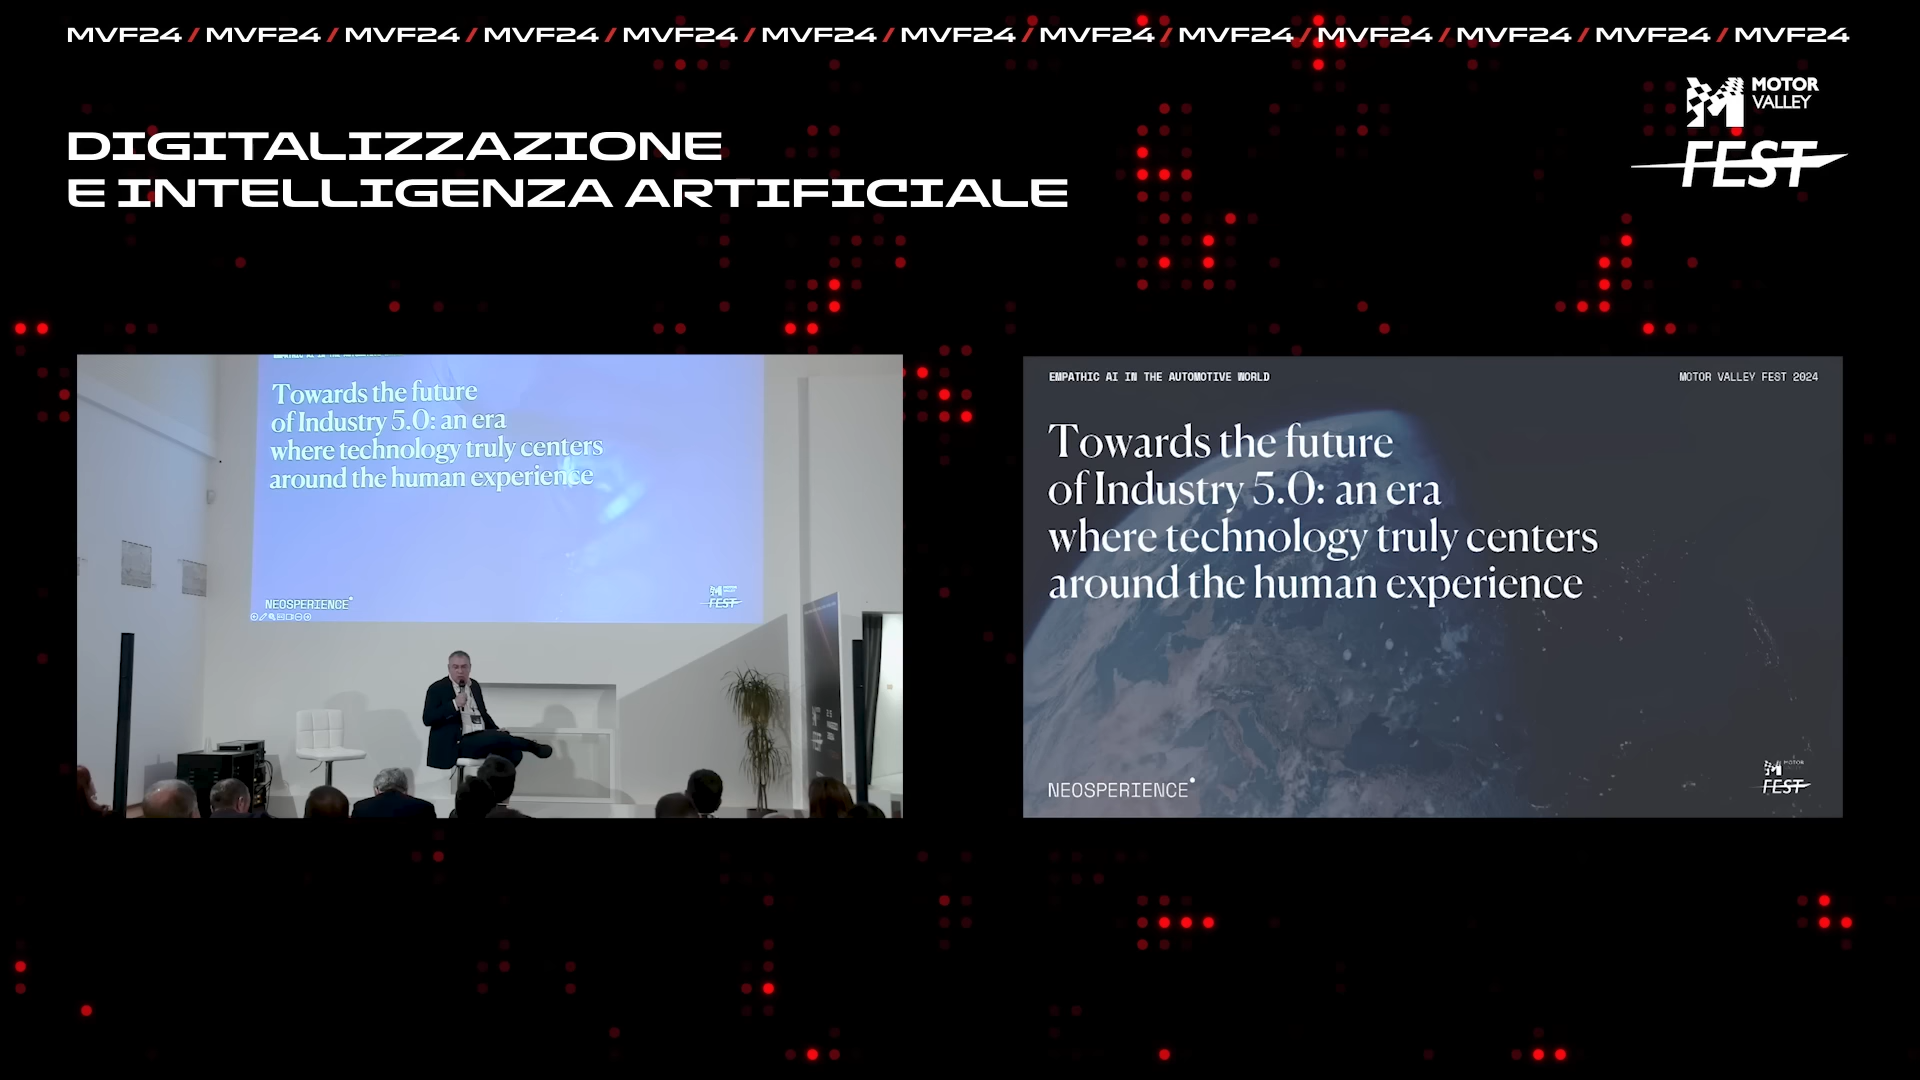 MVF24 / MVF24 / MVF24 / MVF24 / MVF24 / MVF24 / MVF24 / MVF24 / MVF24 / MVF24 / MVF24 / MVF24 / MVF24
MOTOR
VALLEY
FEST
DIGITALIZZAZIONE
E INTELLIGENZA ARTIFICIALE
Towards the future
of Industry 5.0: an era
where technology truly centers
around the human experience
NEOSPERIENCE
FEST
EMPATHIC AI IN THE AUTOMOTIVE WORLD
MOTOR VALLEY FEST 2024
Towards the future
of Industry 5.0: an era
where technology truly centers
around the human experience
NEOSPERIENCE
MOTOR
FEST